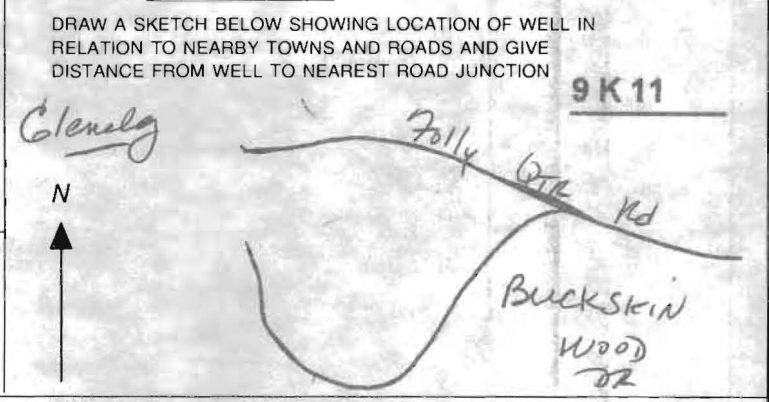 DRAW A SKETCH BELOW SHOWING LOCATION OF WELL IN
RELATION TO NEARBY TOWNS AND ROADS AND GIVE
DISTANCE FROM WELL TO NEAREST ROAD JUNCTION
9 K 11
Glenelg
Folly QTR Rd
N
BUCKSKIN
WOOD
DR